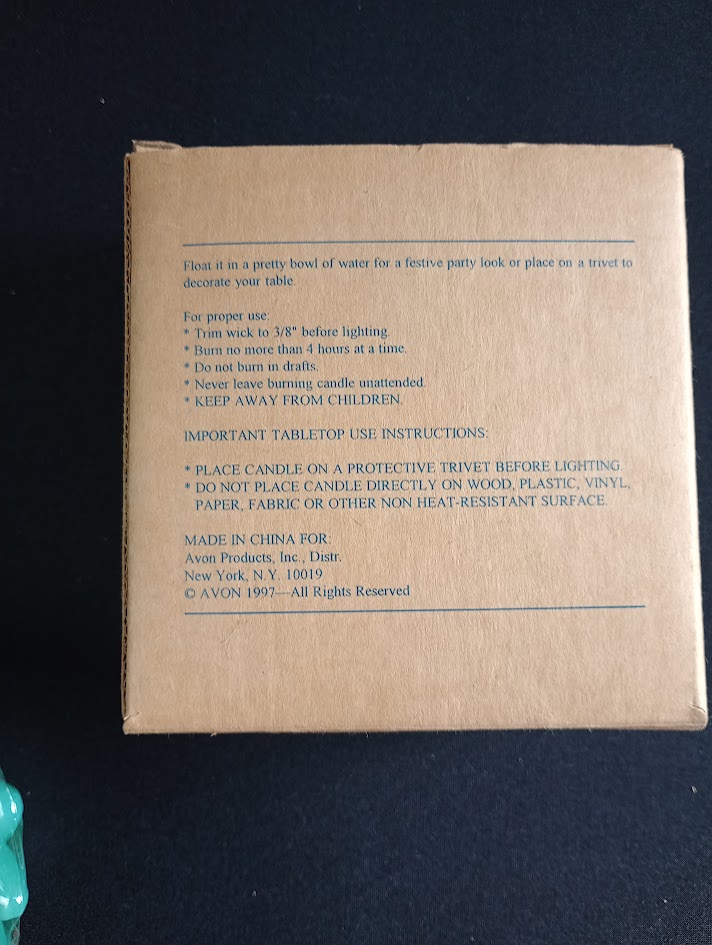 Float it in a pretty bowl of water for a festive party look or place on a trivet to
decorate your table.
For proper use:
* Trim wick to 3/8" before lighting.
* Burn no more than 4 hours at a time.
* Do not burn in drafts.
* Never leave burning candle unattended.
* KEEP AWAY FROM CHILDREN.
IMPORTANT TABLETOP USE INSTRUCTIONS:
* PLACE CANDLE ON A PROTECTIVE TRIVET BEFORE LIGHTING.
* DO NOT PLACE CANDLE DIRECTLY ON WOOD, PLASTIC, VINYL,
PAPER, FABRIC OR OTHER NON HEAT-RESISTANT SURFACE.
MADE IN CHINA FOR:
Avon Products, Inc., Distr.
New York, N.Y. 10019
© AVON 1997—All Rights Reserved